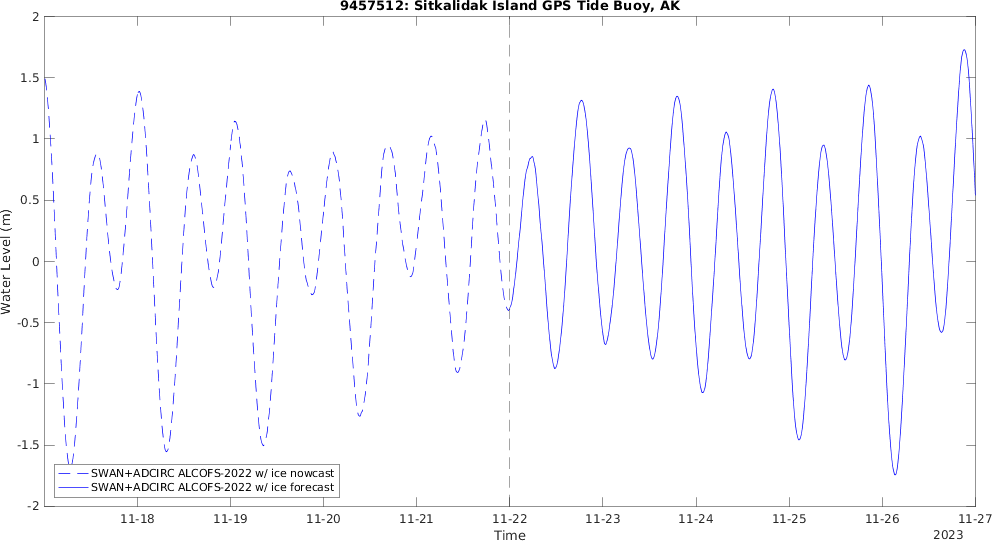 9457512: Sitkalidak Island GPS Tide Buoy, AK
2
1.5
1
0.5
0
-0.5
-1
-1.5
-2
Water Level (m)
SWAN+ADCIRC ALCOFS-2022 w/ ice nowcast
SWAN+ADCIRC ALCOFS-2022 w/ ice forecast
11-18 11-19 11-20 11-21 11-22 11-23 11-24 11-25 11-26 11-27
Time
2023